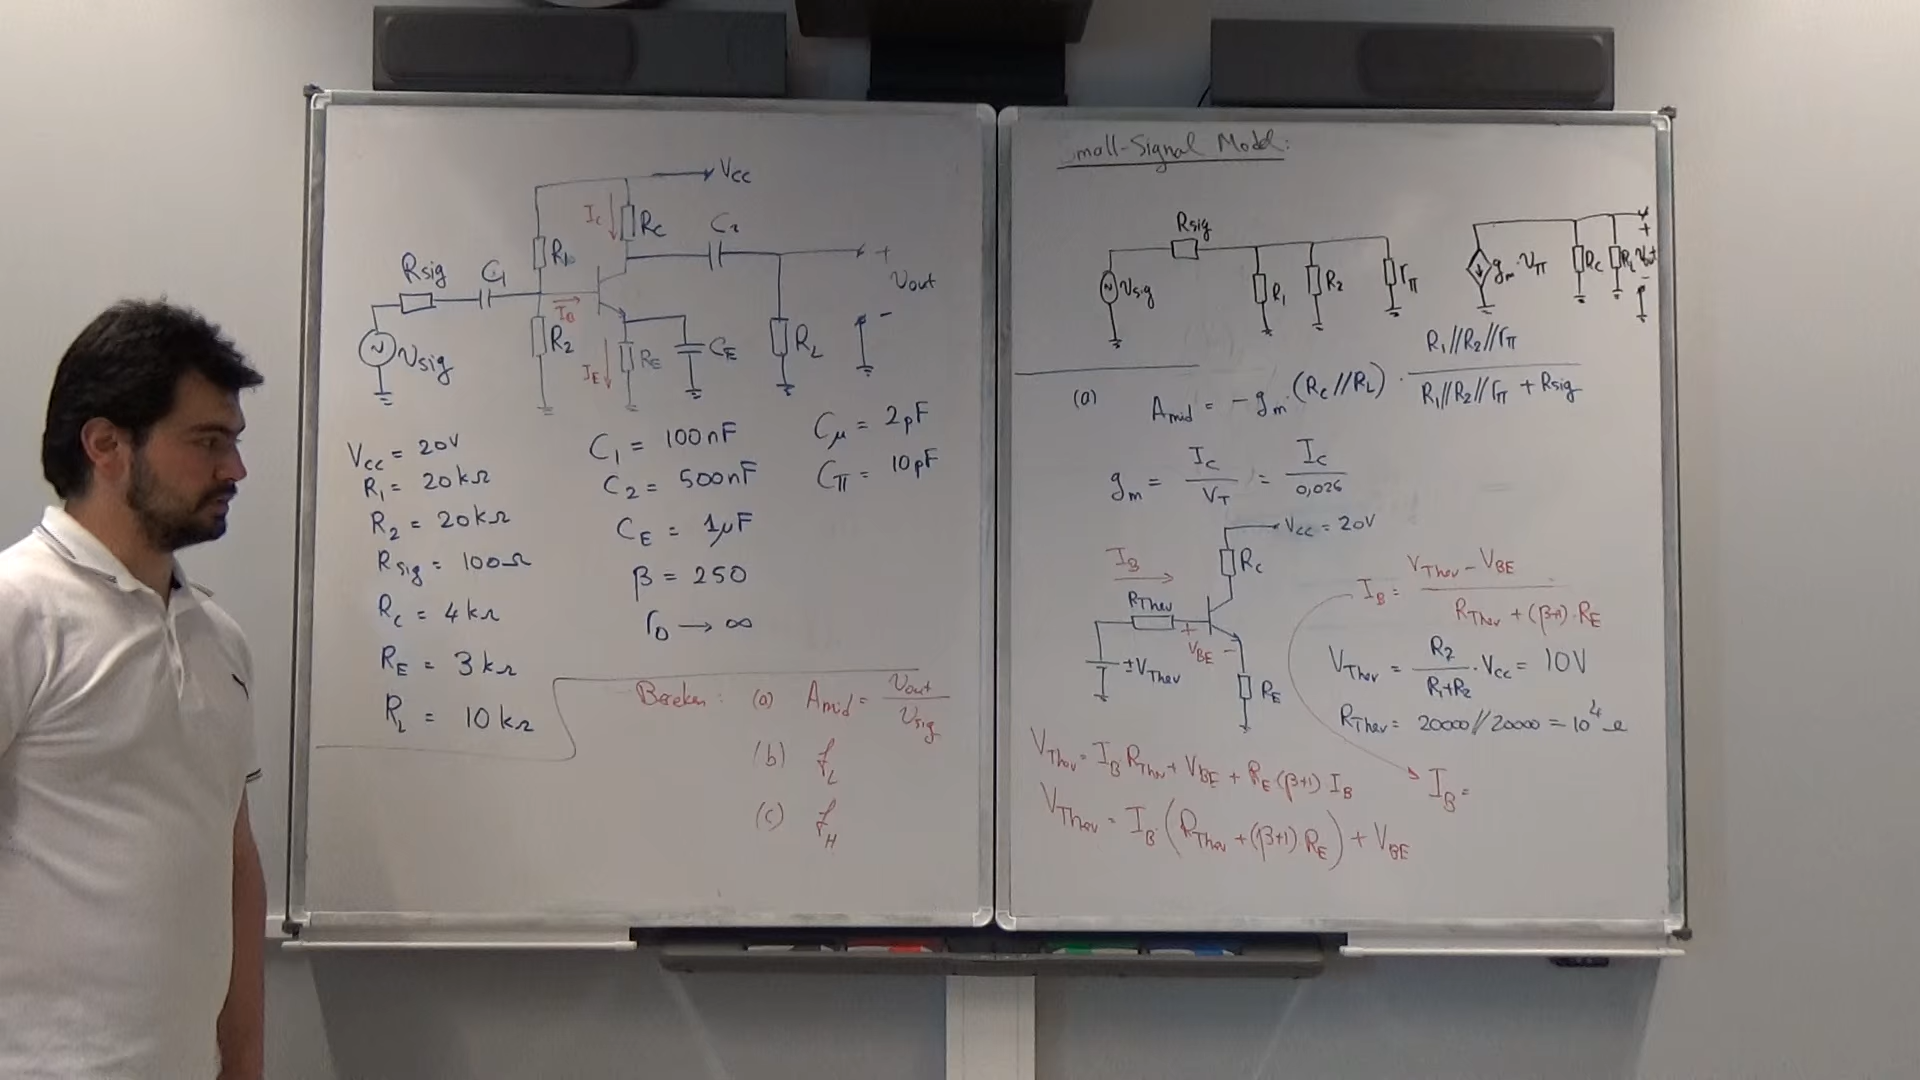 Vcc
Ic
Rc
C2
R1
Rsig
C1
+
Vout
-
IB
R2
RE
CE
RL
IE
Vsig
Vcc = 20V
R1 = 20kΩ
R2 = 20kΩ
Rsig = 100Ω
Rc = 4kΩ
RE = 3kΩ
RL = 10kΩ
C1 = 100nF
C2 = 500nF
CE = 1μF
β = 250
r0 → ∞
Cμ = 2pF
Cπ = 10pF
(a) Amid = Vout / Vsig
(b) fL
(c) fH
Small-Signal Model:
Rsig
Vsig
R1
R2
rπ
gm·Vπ
Rc
RL
Vout
+
-
(a) Amid = -gm·(Rc//RL)· R1//R2//rπ / R1//R2//rπ + Rsig
gm = Ic / VT = Ic / 0,026
Vcc = 20V
Rc
IB
RThev
+
VBE
-
±VThev
RE
IB = VThev - VBE / RThev + (β+1)·RE
VThev = R2 / R1+R2 ·Vcc = 10V
RThev = 20000//20000 = 10^4 Ω
VThev = IB·RThev + VBE + RE·(β+1)IB
VThev = IB·(RThev + (β+1)·RE) + VBE
IB =